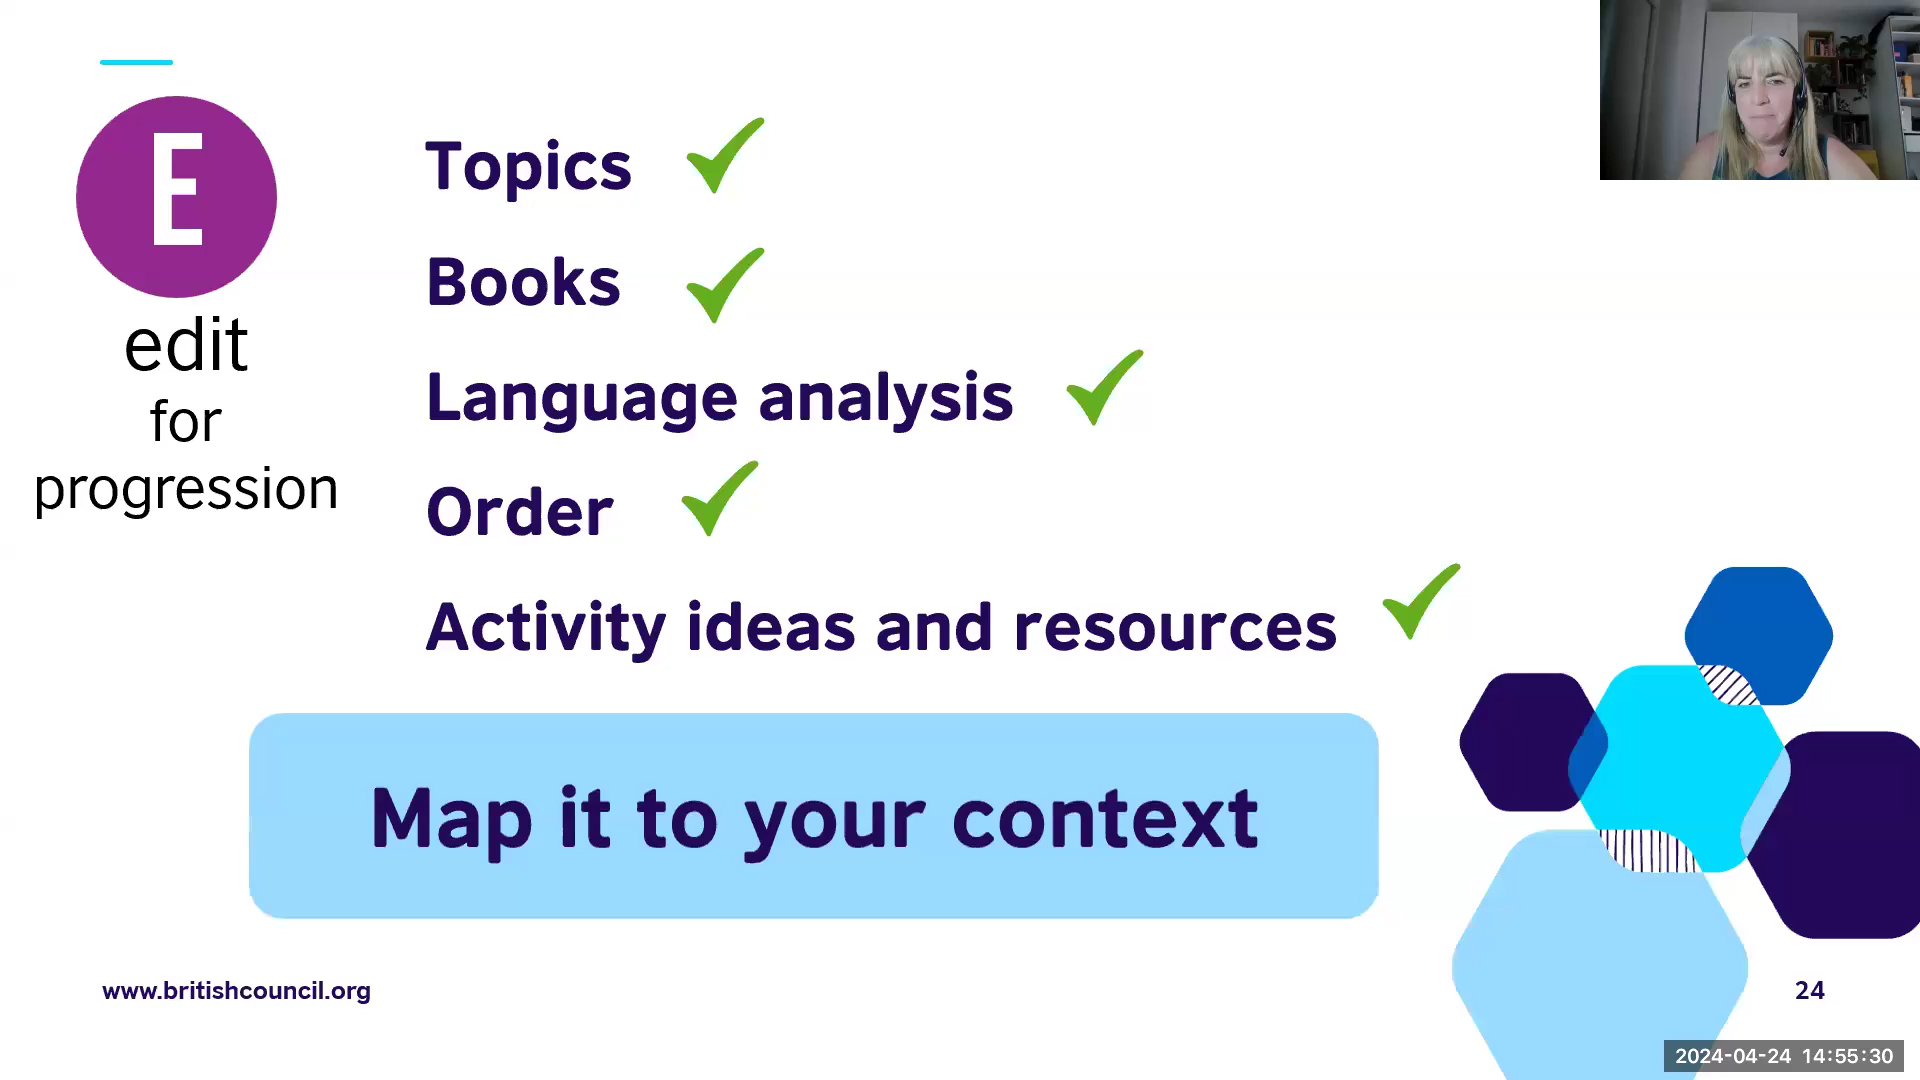 E
edit
for
progression
Topics
Books
Language analysis
Order
Activity ideas and resources
Map it to your context
www.britishcouncil.org
24
2024-04-24 14:55:30